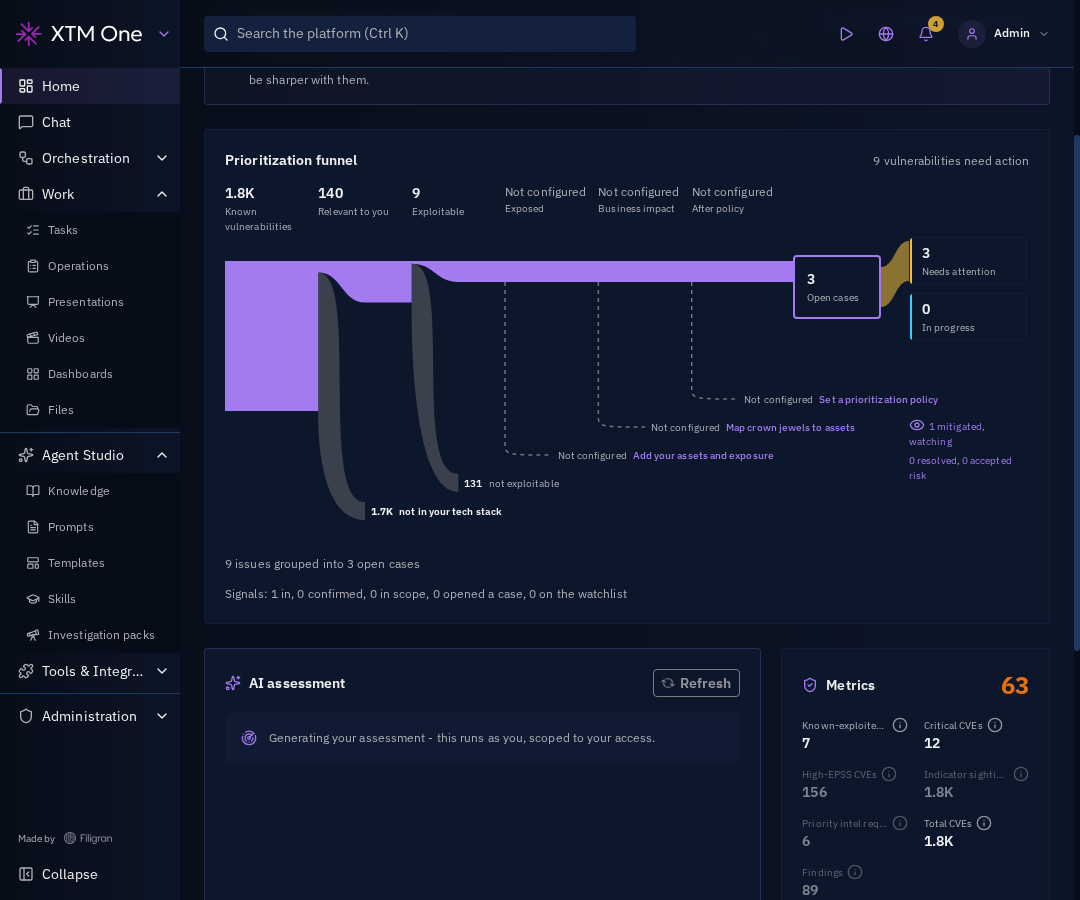 XTM One
Search the platform (Ctrl K)
4
Admin
Home
Chat
Orchestration
Work
Tasks
Operations
Presentations
Videos
Dashboards
Files
Agent Studio
Knowledge
Prompts
Templates
Skills
Investigation packs
Tools & Integr...
Administration
Made by Filigran
Collapse
be sharper with them.
Prioritization funnel
9 vulnerabilities need action
1.8K
Known
vulnerabilities
140
Relevant to you
9
Exploitable
Not configured
Exposed
Not configured
Business impact
Not configured
After policy
3
Open cases
3
Needs attention
0
In progress
Not configured Set a prioritization policy
Not configured Map crown jewels to assets
Not configured Add your assets and exposure
1 mitigated,
watching
0 resolved, 0 accepted
risk
131 not exploitable
1.7K not in your tech stack
9 issues grouped into 3 open cases
Signals: 1 in, 0 confirmed, 0 in scope, 0 opened a case, 0 on the watchlist
AI assessment
Refresh
Generating your assessment - this runs as you, scoped to your access.
Metrics
63
Known-exploite...
7
Critical CVEs
12
High-EPSS CVEs
156
Indicator sighti...
1.8K
Priority intel req...
6
Total CVEs
1.8K
Findings
89